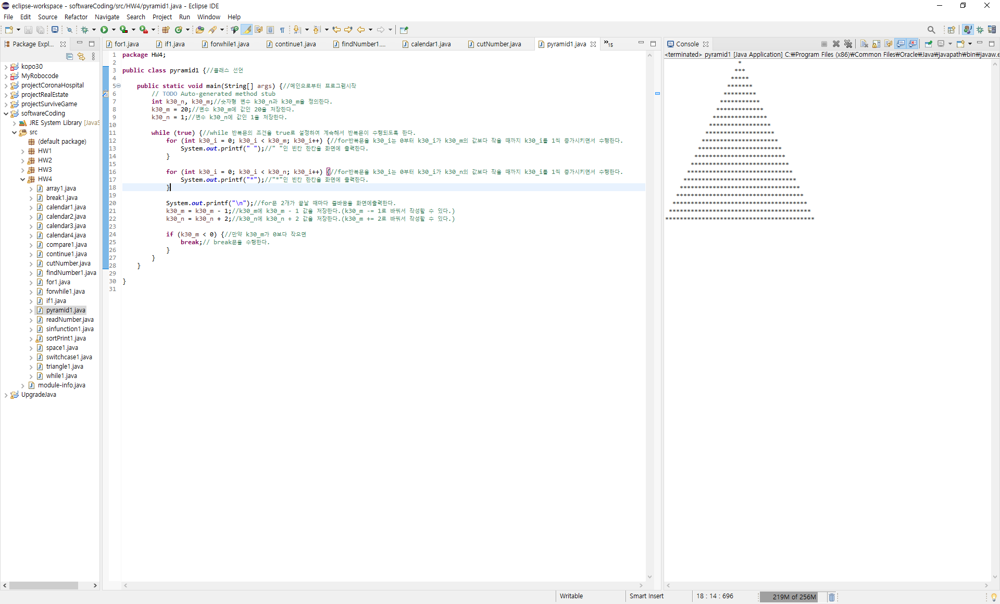 eclipse-workspace - softwareCoding/src/HW4/pyramid1.java - Eclipse IDE
File Edit Source Refactor Navigate Search Project Run Window Help
Package Expl...
kopo30
MyRobocode
projectCoronaHospital
projectRealEstate
projectSurviveGame
softwareCoding
JRE System Library [JavaS
src
(default package)
HW1
HW2
HW3
HW4
array1.java
break1.java
calendar1.java
calendar2.java
calendar3.java
calendar4.java
compare1.java
continue1.java
cutNumber.java
findNumber1.java
for1.java
forwhile1.java
if1.java
pyramid1.java
readNumber.java
sinfunction1.java
sortPrint1.java
space1.java
switchcase1.java
triangle1.java
while1.java
module-info.java
UpgradeJava
for1.java if1.java forwhile1.java continue1.java findNumber1.... calendar1.java cutNumber.java pyramid1.java »15
1 package HW4;
2
3 public class pyramid1 {//클래스 선언
4
5 public static void main(String[] args) {//메인으로부터 프로그램시작
6 // TODO Auto-generated method stub
7 int k30_n, k30_m;//숫자형 변수 k30_n과 k30_m을 정의한다.
8 k30_m = 20;//변수 k30_m에 값인 20을 저장한다.
9 k30_n = 1;//변수 k30_n에 값인 1을 저장한다.
10
11 while (true) {//while 반복문의 조건을 true로 설정하여 계속해서 반복문이 수행되도록 한다.
12 for (int k30_i = 0; k30_i < k30_m; k30_i++) {//for반복문을 k30_i는 0부터 k30_i가 k30_m의 값보다 작을 때까지 k30_i를 1씩 증가시키면서 수행한다.
13 System.out.printf(" ");//" "인 빈칸 한칸을 화면에 출력한다.
14 }
15
16 for (int k30_i = 0; k30_i < k30_n; k30_i++) {//for반복문을 k30_i는 0부터 k30_i가 k30_n의 값보다 작을 때까지 k30_i를 1씩 증가시키면서 수행한다.
17 System.out.printf("*");//"*"인 빈칸 한칸을 화면에 출력한다.
18 }
19
20 System.out.printf("\n");//for문 2개가 끝날 때마다 줄바꿈을 화면에출력한다.
21 k30_m = k30_m - 1;//k30_m에 k30_m - 1 값을 저장한다.(k30_m -= 1로 바꿔서 작성할 수 있다.)
22 k30_n = k30_n + 2;//k30_n에 k30_n + 2 값을 저장한다.(k30_m += 2로 바꿔서 작성할 수 있다.)
23
24 if (k30_m < 0) {//만약 k30_m가 0보다 작으면
25 break;// break문을 수행한다.
26 }
27 }
28 }
29
30 }
31
Console
<terminated> pyramid1 [Java Application] C:₩Program Files (x86)₩Common Files₩Oracle₩Java₩javapath₩bin₩javaw.e
*
***
*****
*******
*********
***********
*************
***************
*****************
*******************
*********************
***********************
*************************
***************************
*****************************
*******************************
*********************************
***********************************
*************************************
***************************************
*****************************************
Writable Smart Insert 18 : 14 : 696 219M of 256M